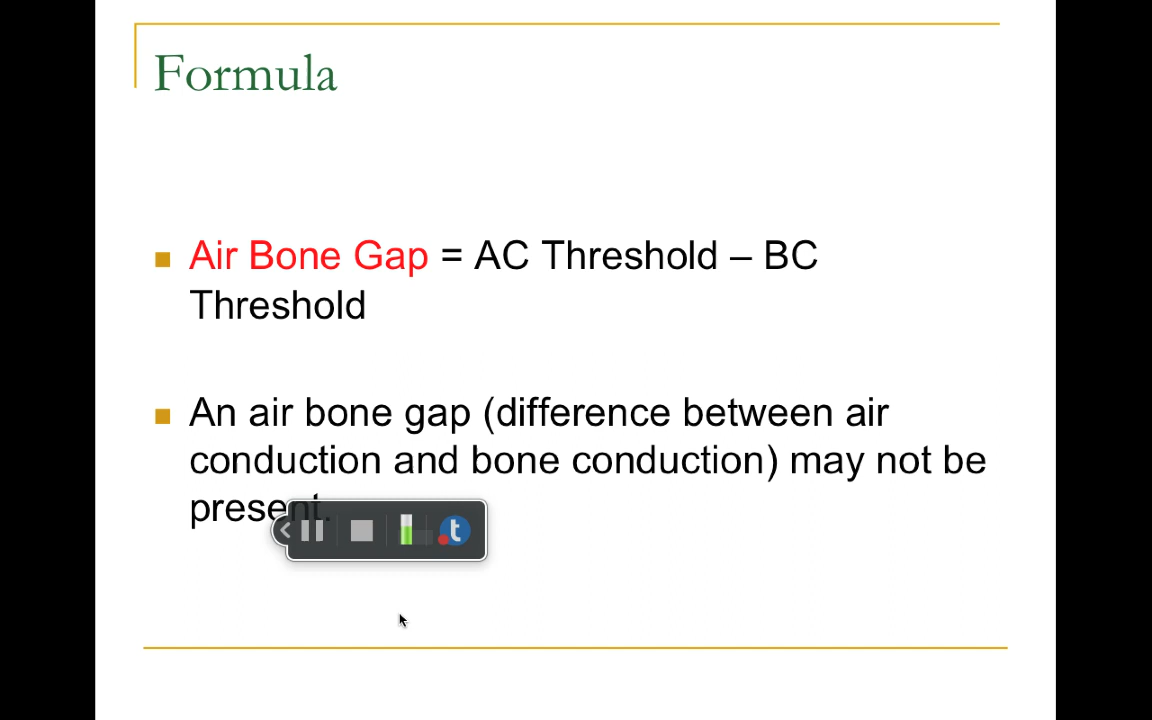 Formula
Air Bone Gap = AC Threshold – BC
Threshold
An air bone gap (difference between air
conduction and bone conduction) may not be
present.
t